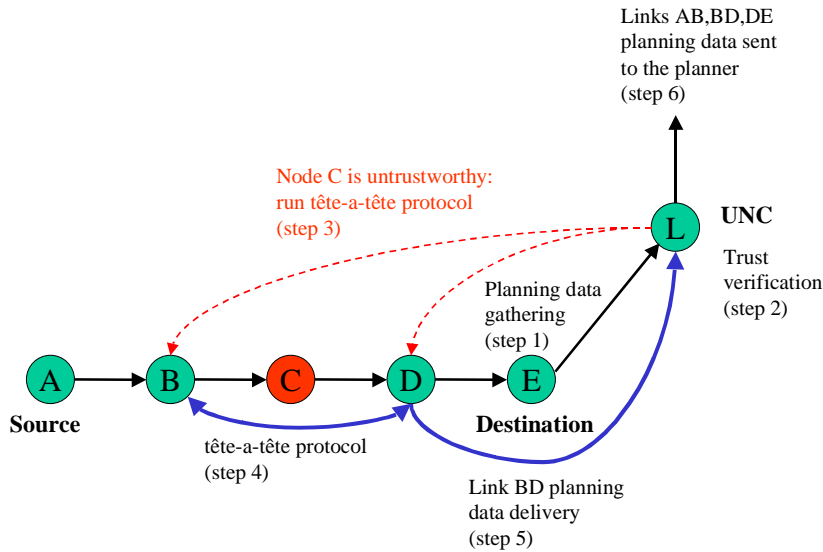 Links AB,BD,DE
planning data sent
to the planner
(step 6)
Node C is untrustworthy:
run tête-a-tête protocol
(step 3)
L
UNC
Trust
verification
(step 2)
Planning data
gathering
(step 1)
A
B
C
D
E
Source
Destination
tête-a-tête protocol
(step 4)
Link BD planning
data delivery
(step 5)